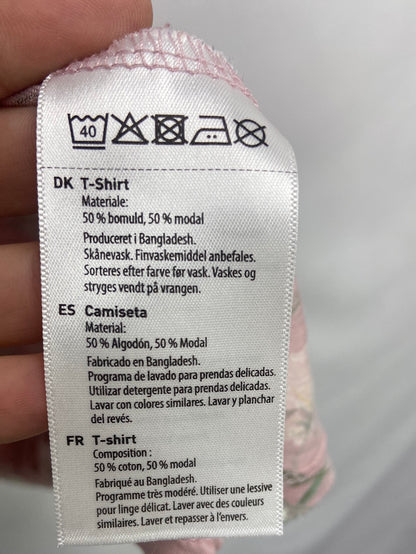 40
DK T-Shirt
Materiale:
50 % bomuld, 50 % modal
Produceret i Bangladesh.
Skånevask. Finvaskemiddel anbefales.
Sorteres efter farve før vask. Vaskes og
stryges vendt på vrangen.
ES Camiseta
Material:
50 % Algodón, 50 % Modal
Fabricado en Bangladesh.
Programa de lavado para prendas delicadas.
Utilizar detergente para prendas delicadas.
Lavar con colores similares. Lavar y planchar
del revés.
FR T-shirt
Composition :
50 % coton, 50 % modal
Fabriqué au Bangladesh.
Programme très modéré. Utiliser une lessive
pour linge délicat. Laver avec des couleurs
similaires. Laver et repasser à l'envers.